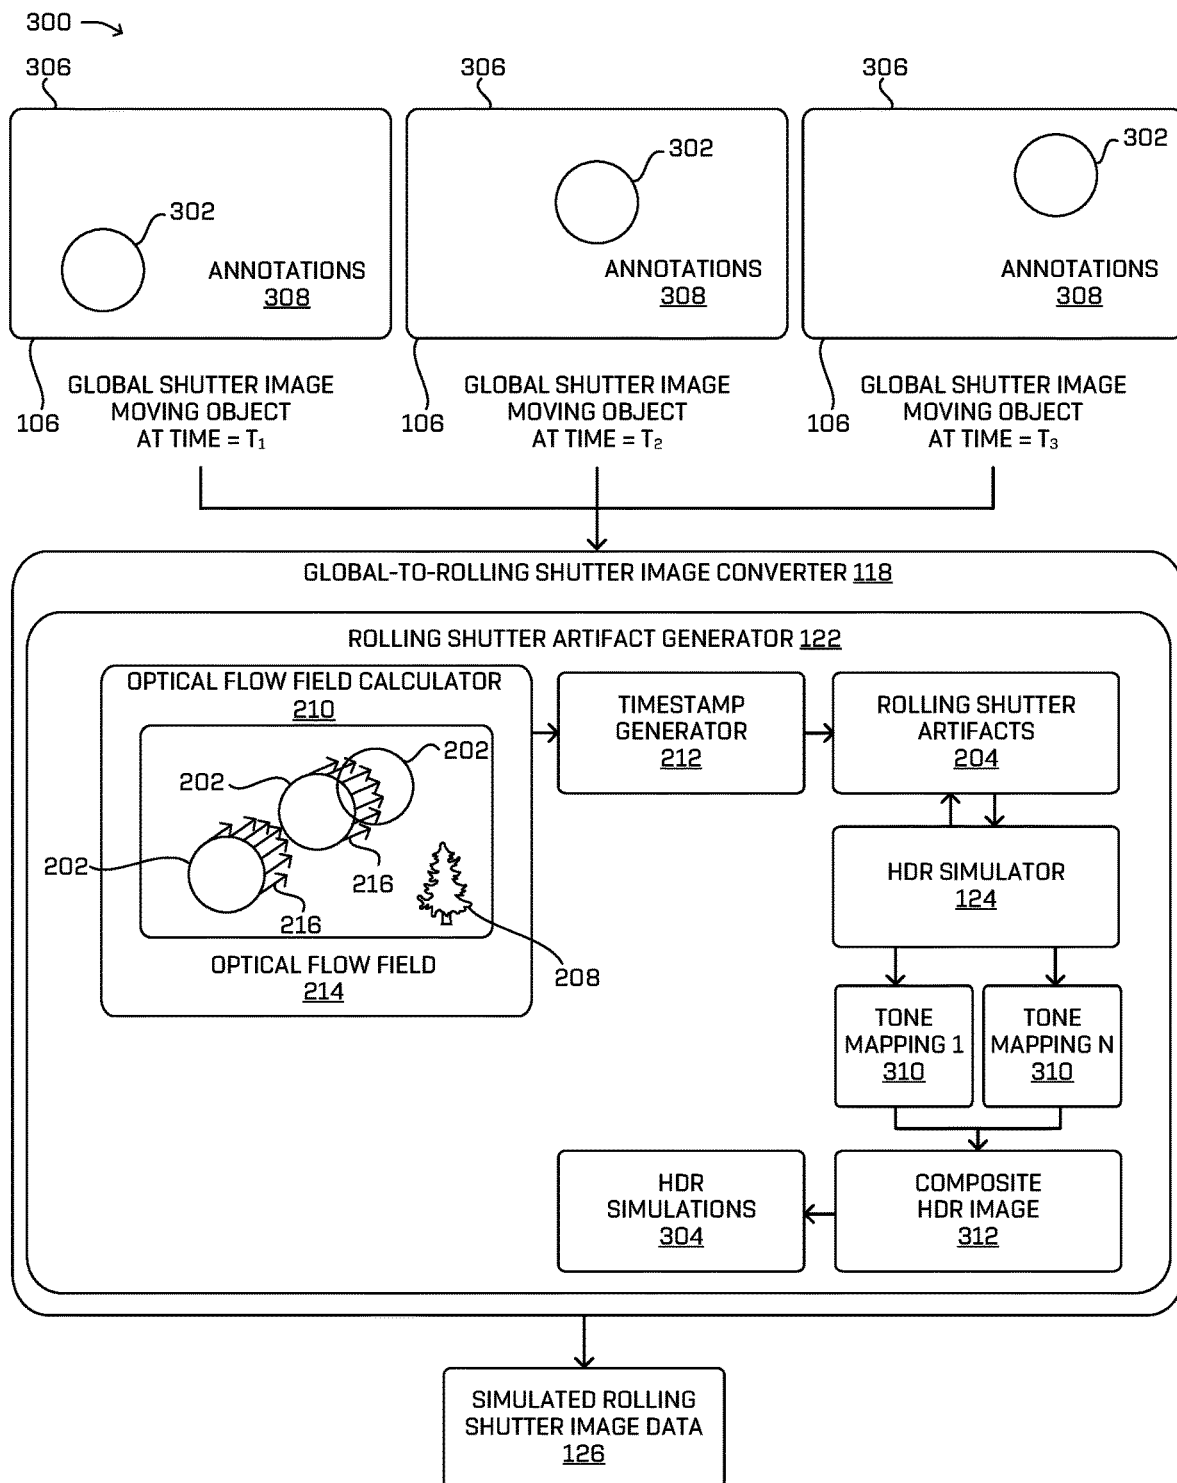 300
306
306
306
302
302
302
ANNOTATIONS
308
ANNOTATIONS
308
ANNOTATIONS
308
106
106
106
GLOBAL SHUTTER IMAGE
MOVING OBJECT
AT TIME = T1
GLOBAL SHUTTER IMAGE
MOVING OBJECT
AT TIME = T2
GLOBAL SHUTTER IMAGE
MOVING OBJECT
AT TIME = T3
GLOBAL-TO-ROLLING SHUTTER IMAGE CONVERTER 118
ROLLING SHUTTER ARTIFACT GENERATOR 122
OPTICAL FLOW FIELD CALCULATOR
210
202
202
202
216
216
208
OPTICAL FLOW FIELD
214
TIMESTAMP
GENERATOR
212
ROLLING SHUTTER
ARTIFACTS
204
HDR SIMULATOR
124
TONE
MAPPING 1
310
TONE
MAPPING N
310
COMPOSITE
HDR IMAGE
312
HDR
SIMULATIONS
304
SIMULATED ROLLING
SHUTTER IMAGE DATA
126